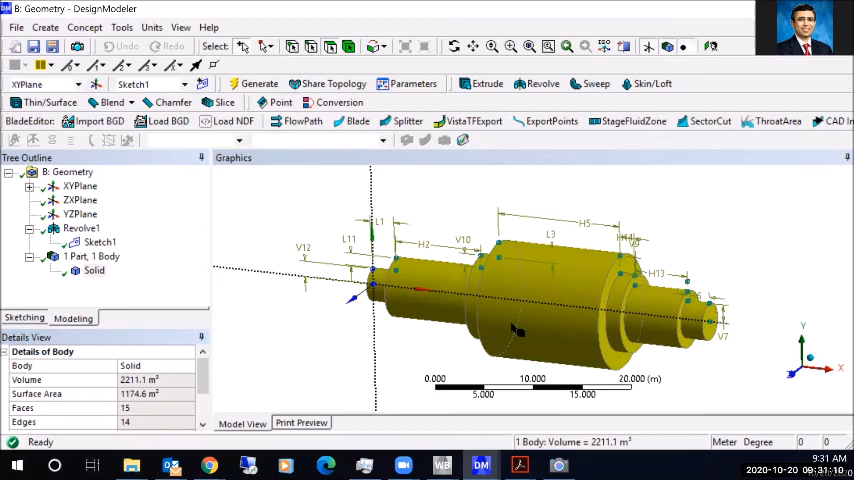 DM B: Geometry - DesignModeler
File Create Concept Tools Units View Help
Undo Redo Select:
XYPlane Sketch1 Generate Share Topology Parameters Extrude Revolve Sweep Skin/Loft
Thin/Surface Blend Chamfer Slice Point Conversion
BladeEditor: Import BGD Load BGD Load NDF FlowPath Blade Splitter VistaTFExport ExportPoints StageFluidZone SectorCut ThroatArea CAD In
Tree Outline
Graphics
B: Geometry
XYPlane
ZXPlane
YZPlane
Revolve1
Sketch1
1 Part, 1 Body
Solid
Sketching Modeling
Details View
Details of Body
Body Solid
Volume 2211.1 m³
Surface Area 1174.6 m²
Faces 15
Edges 14
L1
H5
L11
H2
V10
L3
V12
H13
V7
0.000 10.000 20.000 (m)
5.000 15.000
Y
X
Model View Print Preview
Ready
1 Body: Volume = 2211.1 m³ Meter Degree 0 0
WB DM
9:31 AM
2020-10-20 09:31:10